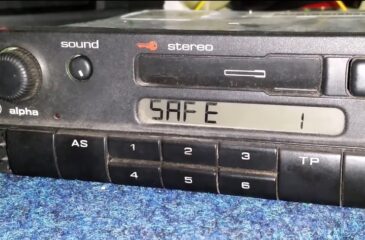 sound stereo
alpha
SAFE 1
AS 1 2 3 TP
4 5 6